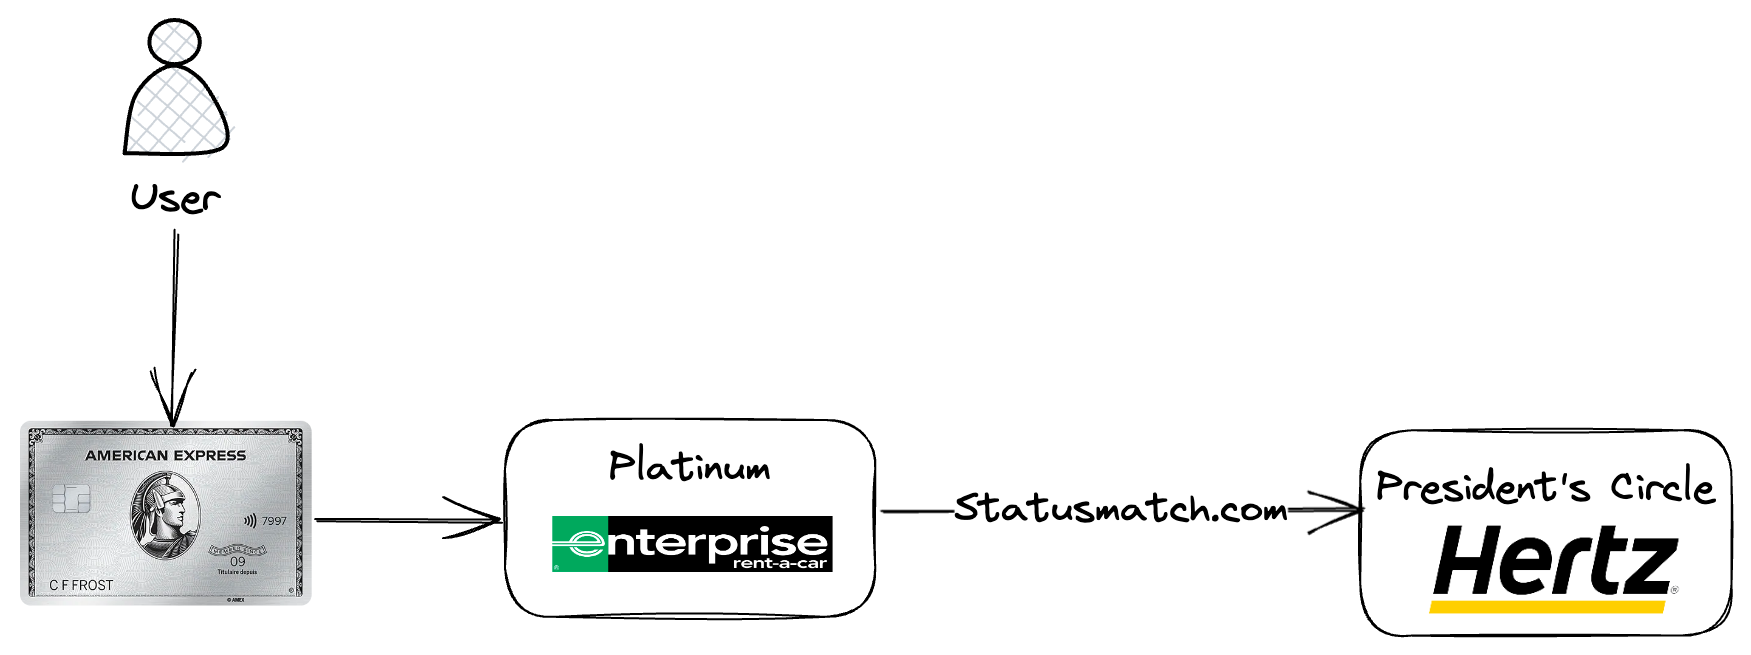 User
AMERICAN EXPRESS
7997
MEMBER SINCE
09
Titulaire depuis
C F FROST
© AMEX
Platinum
enterprise
rent-a-car
®
Statusmatch.com
President's Circle
Hertz
®